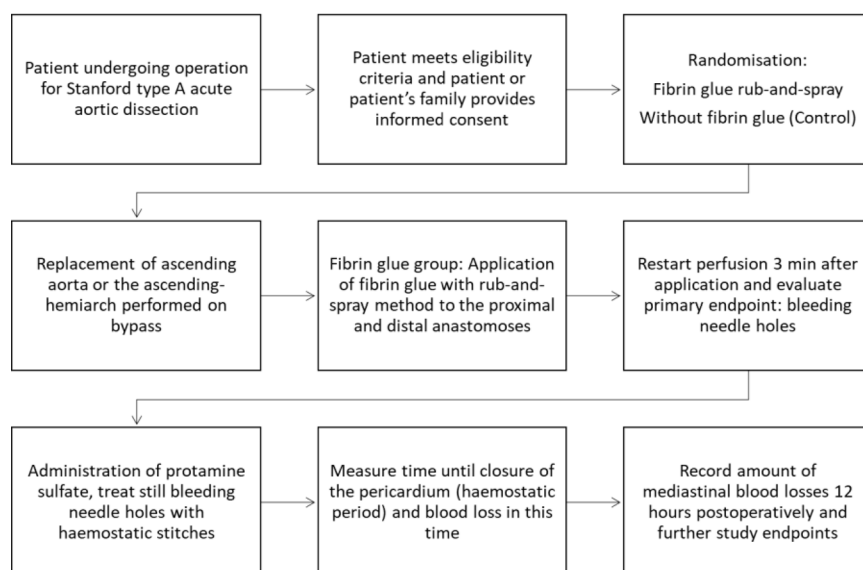 Patient undergoing operation
for Stanford type A acute
aortic dissection
Patient meets eligibility
criteria and patient or
patient's family provides
informed consent
Randomisation:
Fibrin glue rub-and-spray
Without fibrin glue (Control)
Replacement of ascending
aorta or the ascending-
hemiarch performed on
bypass
Fibrin glue group: Application
of fibrin glue with rub-and-
spray method to the proximal
and distal anastomoses
Restart perfusion 3 min after
application and evaluate
primary endpoint: bleeding
needle holes
Administration of protamine
sulfate, treat still bleeding
needle holes with
haemostatic stitches
Measure time until closure of
the pericardium (haemostatic
period) and blood loss in this
time
Record amount of
mediastinal blood losses 12
hours postoperatively and
further study endpoints